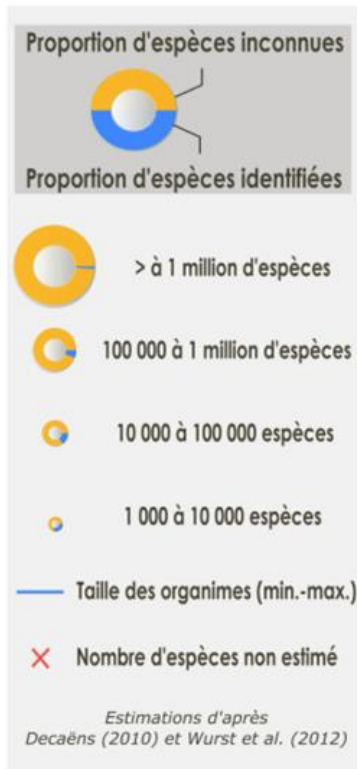 Proportion d'espèces inconnues
Proportion d'espèces identifiées
> à 1 million d'espèces
100 000 à 1 million d'espèces
10 000 à 100 000 espèces
1 000 à 10 000 espèces
Taille des organimes (min.-max.)
Nombre d'espèces non estimé
Estimations d'après
Decaëns (2010) et Wurst et al. (2012)